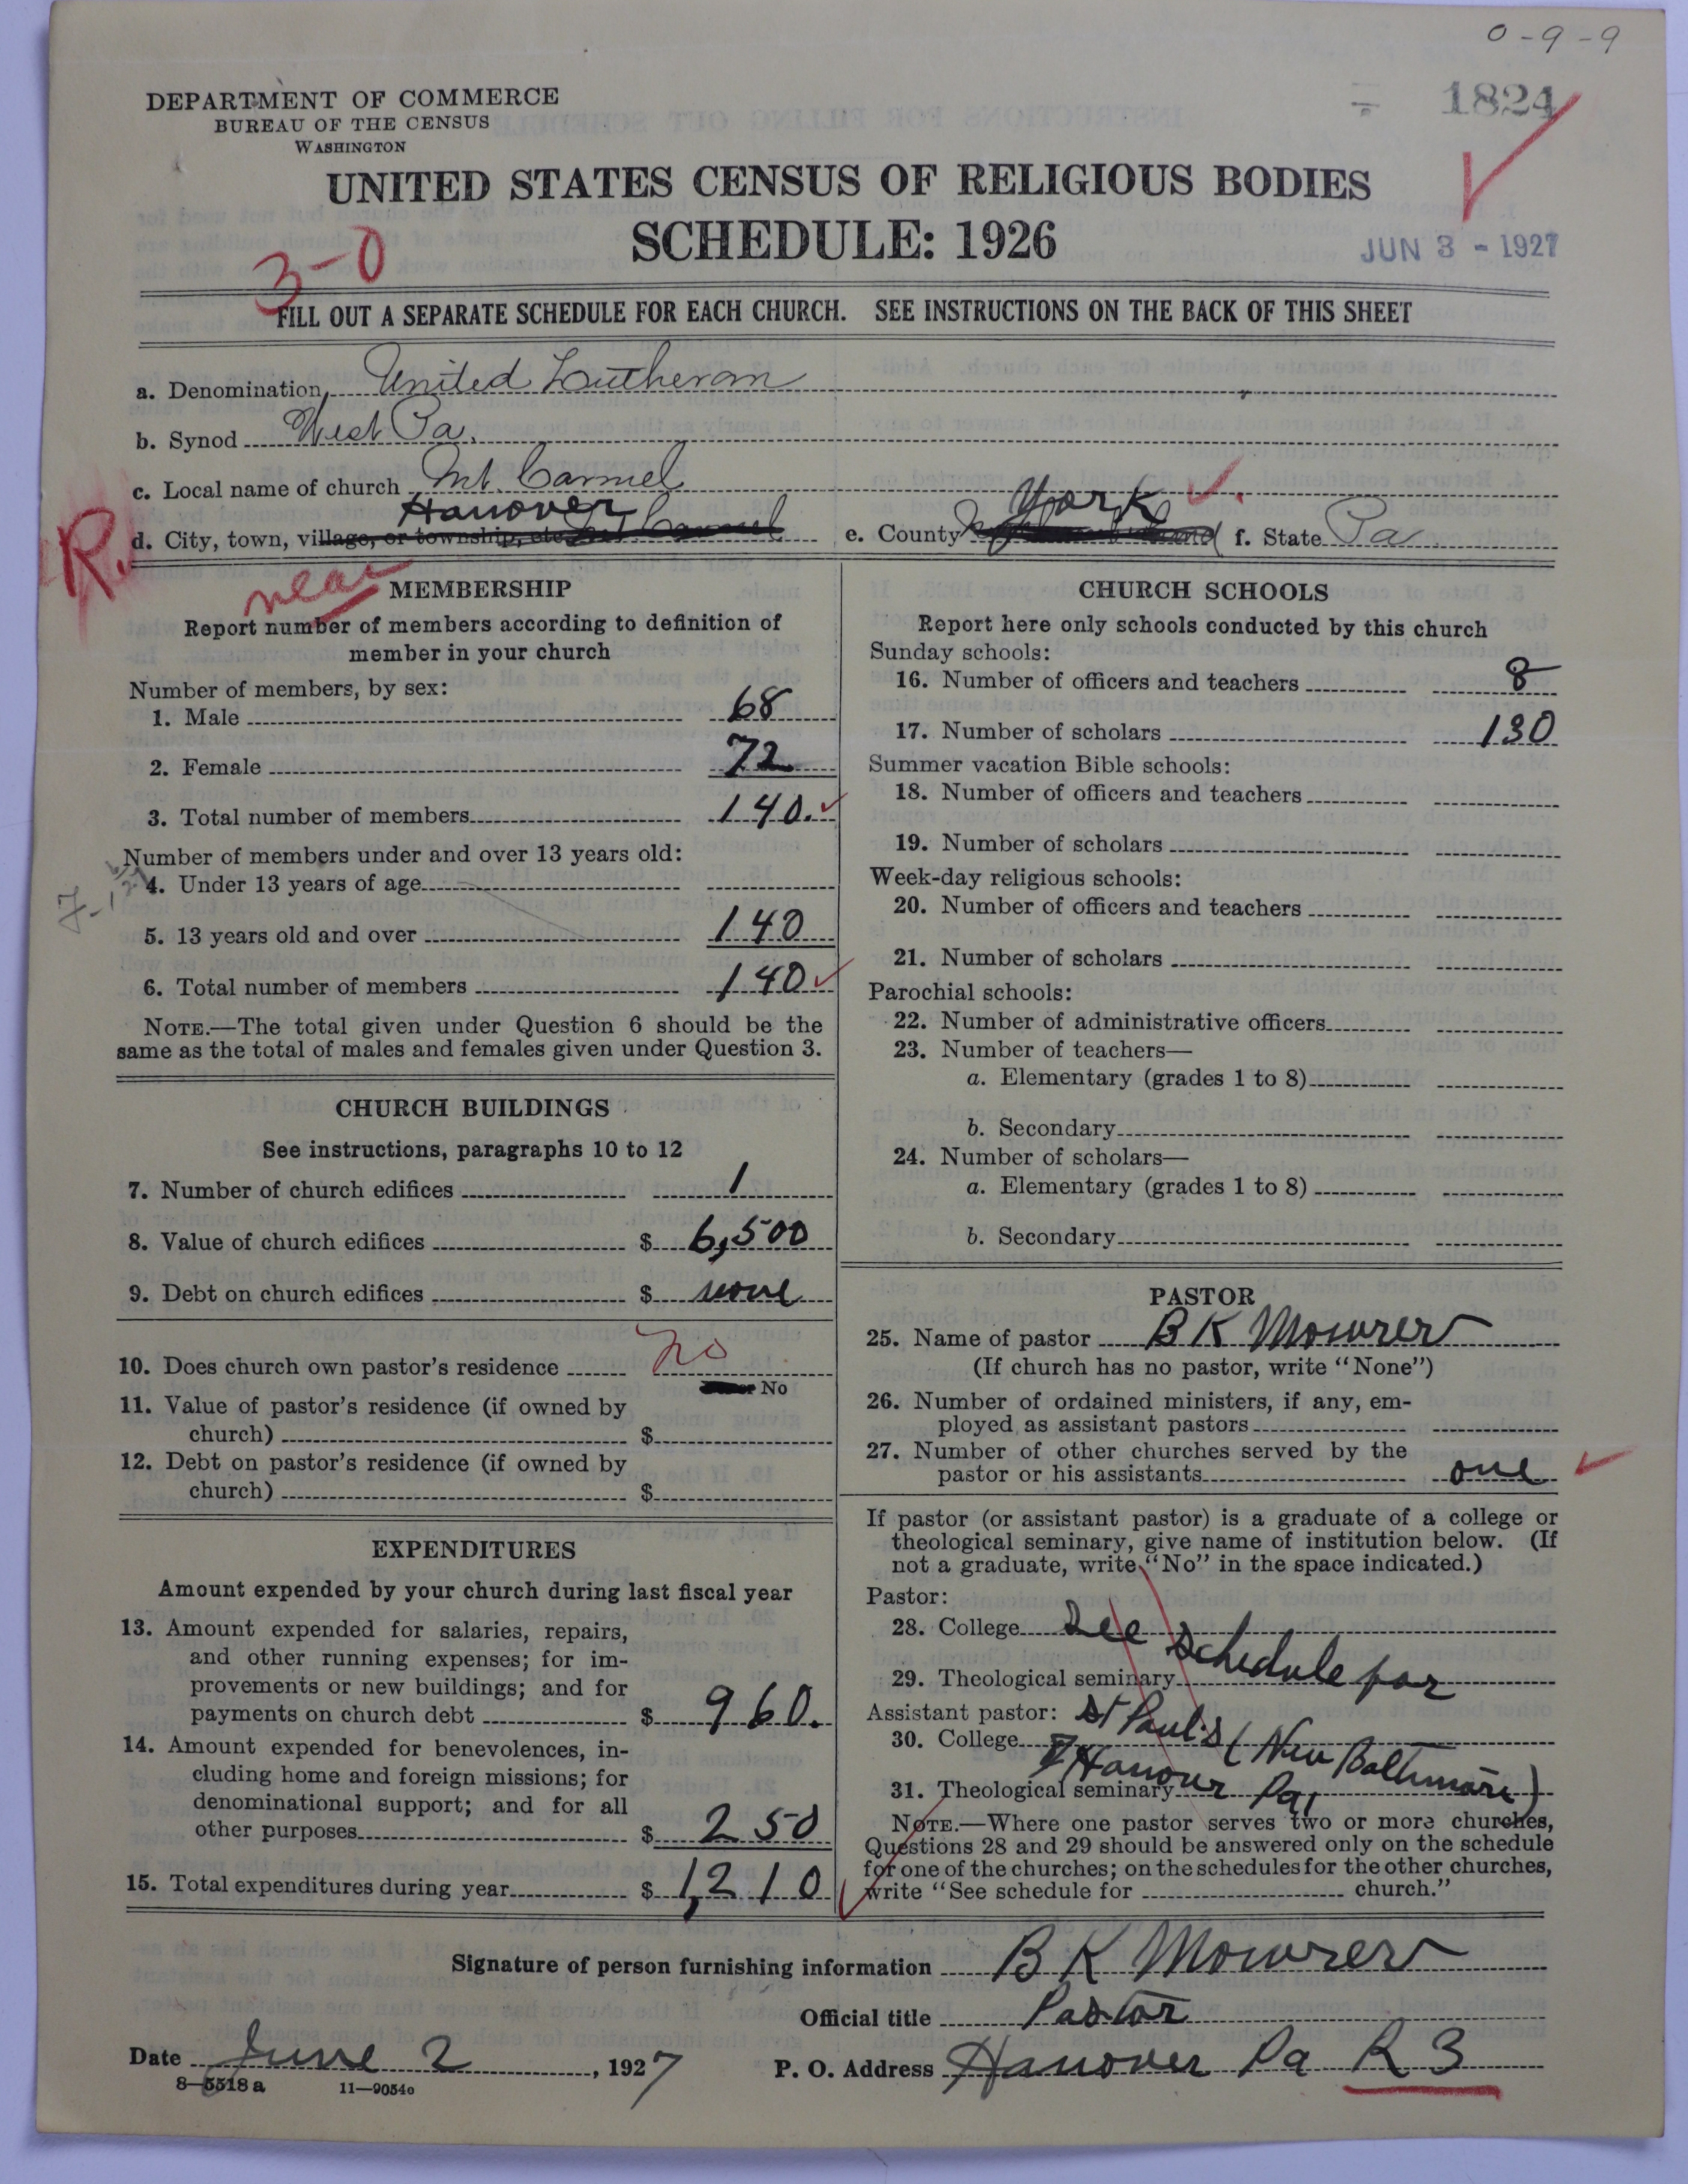 0-9-9
1824
DEPARTMENT OF COMMERCE
BUREAU OF THE CENSUS
WASHINGTON
UNITED STATES CENSUS OF RELIGIOUS BODIES
SCHEDULE: 1926
JUN 3 - 1927
3-0
FILL OUT A SEPARATE SCHEDULE FOR EACH CHURCH. SEE INSTRUCTIONS ON THE BACK OF THIS SHEET
a. Denomination United Lutheran
b. Synod West Pa.
c. Local name of church Mt. Carmel
Hanover York
R. d. City, town, village, or township, etc. Mt Carmel e. County f. State Pa
near
MEMBERSHIP
Report number of members according to definition of
member in your church
Number of members, by sex:
1. Male 68
2. Female 72
3. Total number of members 140.
Number of members under and over 13 years old:
4. Under 13 years of age
5. 13 years old and over 140
6. Total number of members 140
NOTE.—The total given under Question 6 should be the
same as the total of males and females given under Question 3.
CHURCH BUILDINGS
See instructions, paragraphs 10 to 12
7. Number of church edifices 1
8. Value of church edifices $ 6,500
9. Debt on church edifices $ none
10. Does church own pastor's residence no
No
11. Value of pastor's residence (if owned by
church) $
12. Debt on pastor's residence (if owned by
church) $
EXPENDITURES
Amount expended by your church during last fiscal year
13. Amount expended for salaries, repairs,
and other running expenses; for im-
provements or new buildings; and for
payments on church debt $ 960.
14. Amount expended for benevolences, in-
cluding home and foreign missions; for
denominational support; and for all
other purposes $ 250
15. Total expenditures during year $ 1,210
CHURCH SCHOOLS
Report here only schools conducted by this church
Sunday schools:
16. Number of officers and teachers 8
17. Number of scholars 130
Summer vacation Bible schools:
18. Number of officers and teachers
19. Number of scholars
Week-day religious schools:
20. Number of officers and teachers
21. Number of scholars
Parochial schools:
22. Number of administrative officers
23. Number of teachers—
a. Elementary (grades 1 to 8)
b. Secondary
24. Number of scholars—
a. Elementary (grades 1 to 8)
b. Secondary
PASTOR
25. Name of pastor B K Mowrer
(If church has no pastor, write "None")
26. Number of ordained ministers, if any, em-
ployed as assistant pastors
27. Number of other churches served by the
pastor or his assistants one
If pastor (or assistant pastor) is a graduate of a college or
theological seminary, give name of institution below. (If
not a graduate, write "No" in the space indicated.)
Pastor:
28. College See schedule for
29. Theological seminary
Assistant pastor: St Paul's (New Balthmore)
30. College
31. Theological seminary Hanover Pa,
NOTE.—Where one pastor serves two or more churches,
Questions 28 and 29 should be answered only on the schedule
for one of the churches; on the schedules for the other churches,
write "See schedule for church."
Signature of person furnishing information B K Mowrer
Official title Pastor
Date June 2, 1927 P. O. Address Hanover Pa R 3
8—5518 a 11—9054o